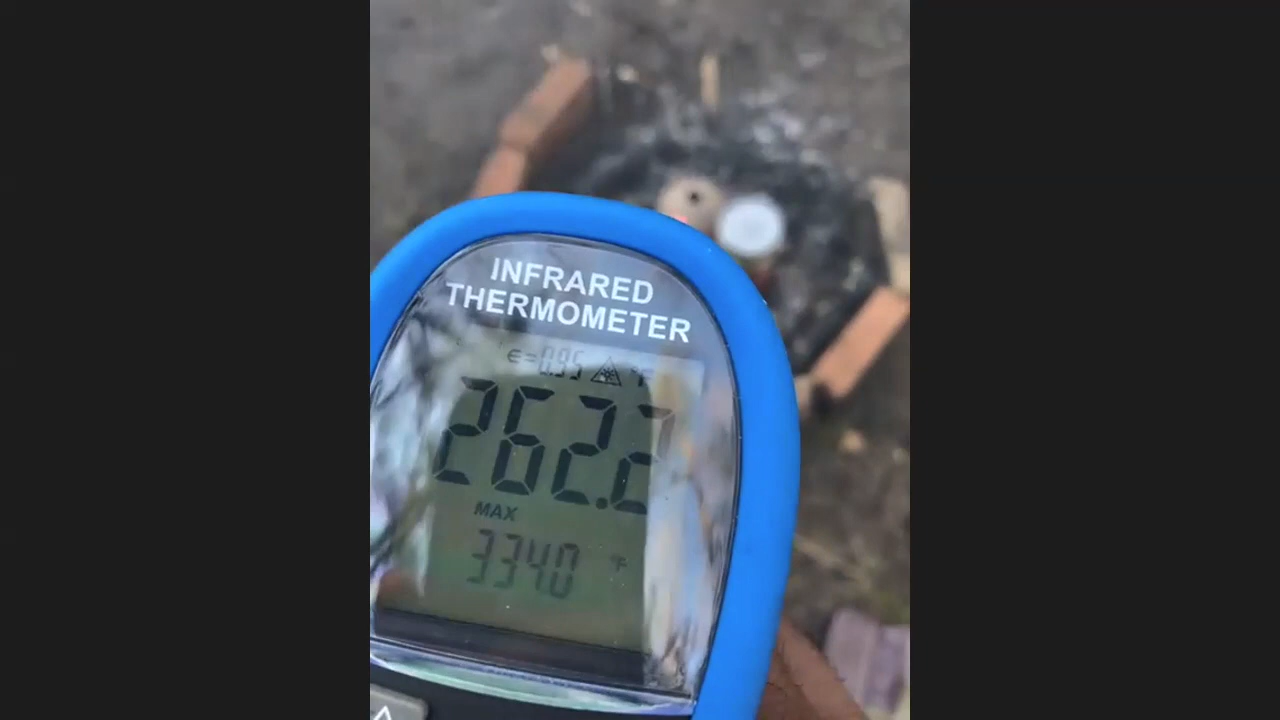 INFRARED
THERMOMETER
ε=0.95 °F
262.2
MAX
334.0 °F